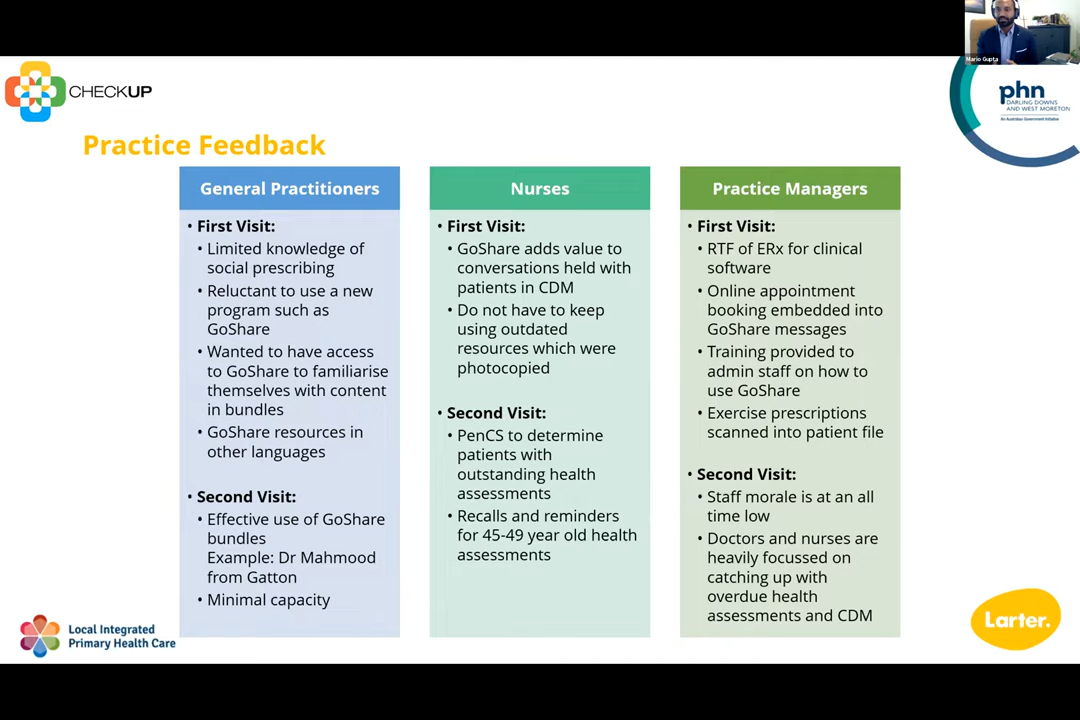 Mario Gupta
CHECKUP
phn
DARLING DOWNS
AND WEST MORETON
An Australian Government Initiative
Practice Feedback
General Practitioners
• First Visit:
• Limited knowledge of
social prescribing
• Reluctant to use a new
program such as
GoShare
• Wanted to have access
to GoShare to familiarise
themselves with content
in bundles
• GoShare resources in
other languages
• Second Visit:
• Effective use of GoShare
bundles
Example: Dr Mahmood
from Gatton
• Minimal capacity
Nurses
• First Visit:
• GoShare adds value to
conversations held with
patients in CDM
• Do not have to keep
using outdated
resources which were
photocopied
• Second Visit:
• PenCS to determine
patients with
outstanding health
assessments
• Recalls and reminders
for 45-49 year old health
assessments
Practice Managers
• First Visit:
• RTF of ERx for clinical
software
• Online appointment
booking embedded into
GoShare messages
• Training provided to
admin staff on how to
use GoShare
• Exercise prescriptions
scanned into patient file
• Second Visit:
• Staff morale is at an all
time low
• Doctors and nurses are
heavily focussed on
catching up with
overdue health
assessments and CDM
Local Integrated
Primary Health Care
Larter.